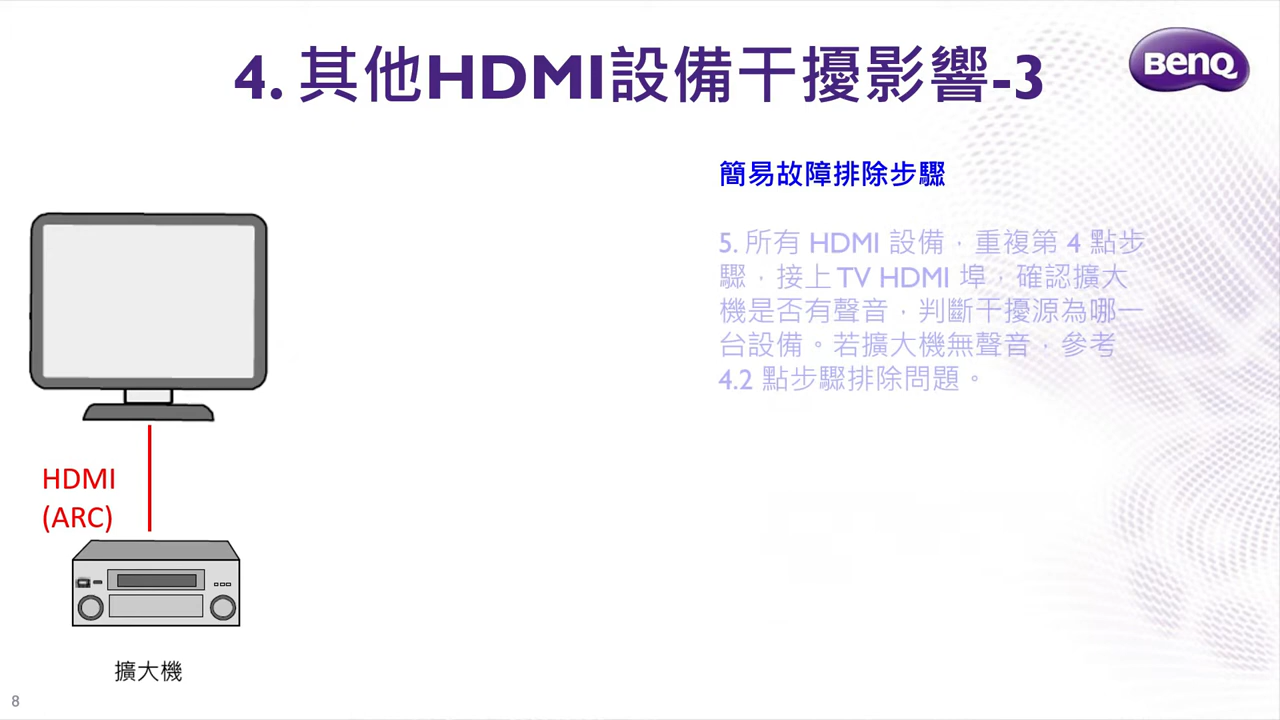 4. 其他HDMI設備干擾影響-3
BenQ
簡易故障排除步驟
5. 所有 HDMI 設備，重複第 4 點步
驟，接上 TV HDMI 埠，確認擴大
機是否有聲音，判斷干擾源為哪一
台設備。若擴大機無聲音，參考
4.2 點步驟排除問題。
HDMI
(ARC)
擴大機
8